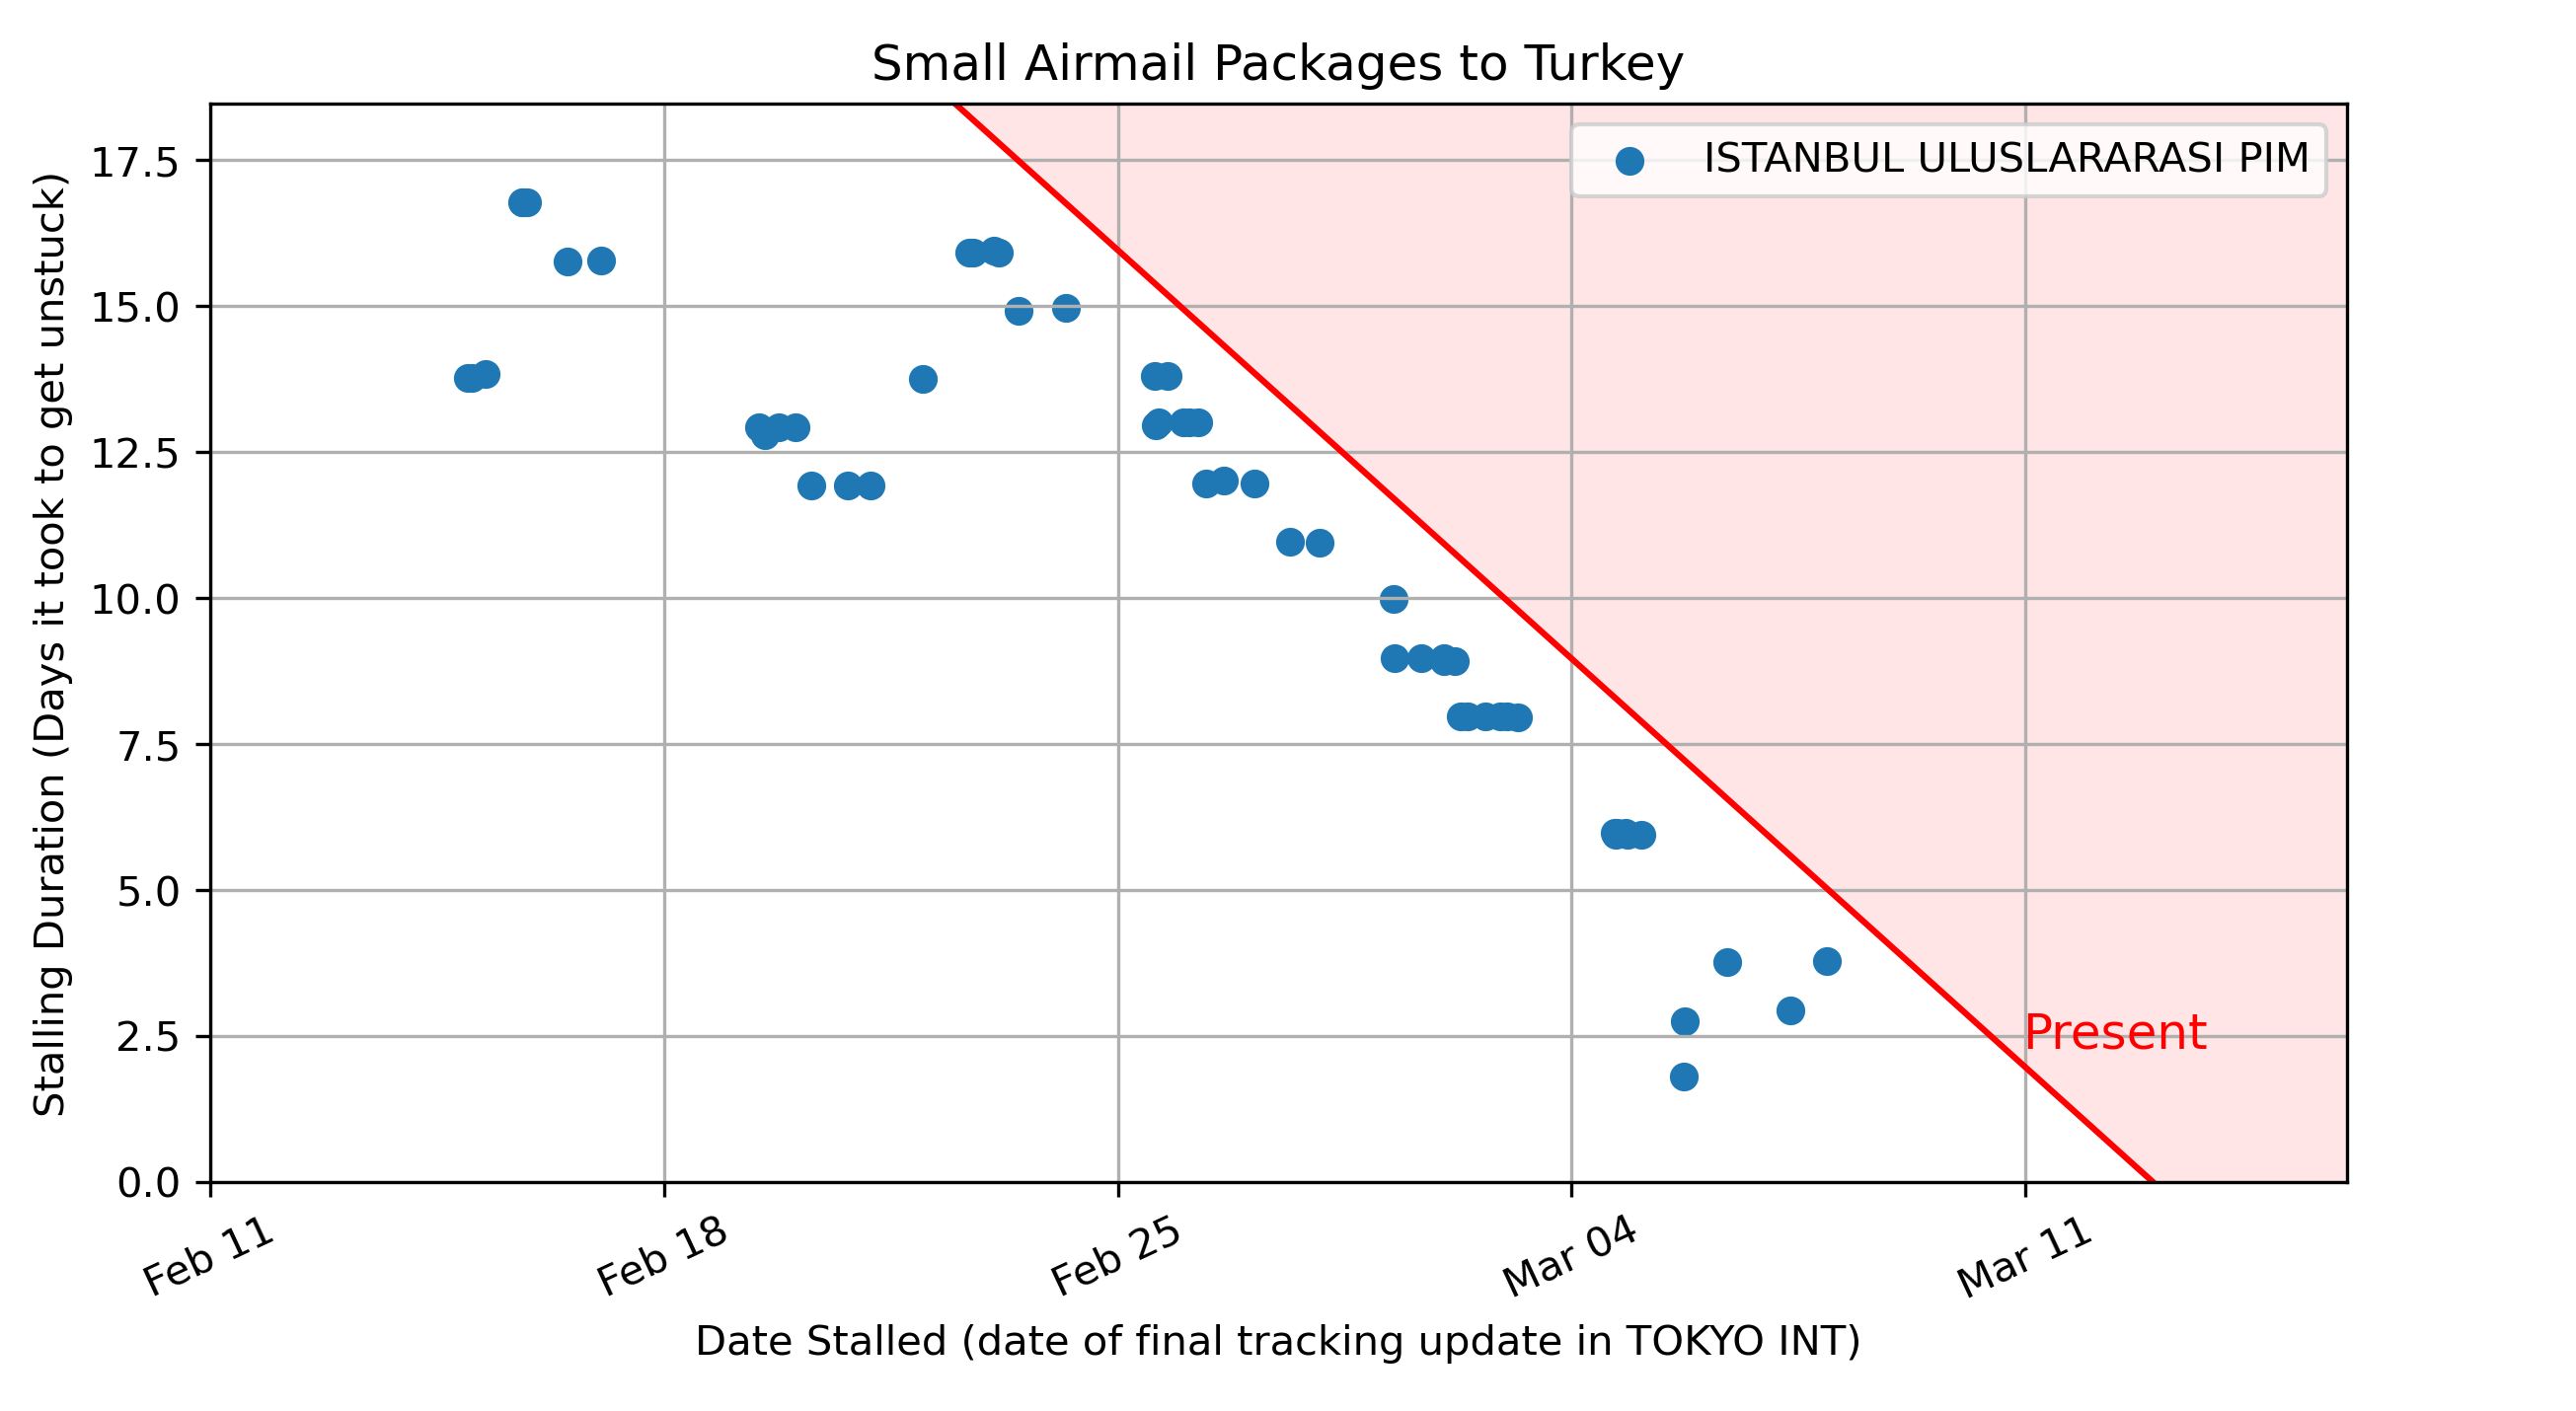 Small Airmail Packages to Turkey
ISTANBUL ULUSLARARASI PIM
Stalling Duration (Days it took to get unstuck)
17.5
15.0
12.5
10.0
7.5
5.0
2.5
0.0
Present
Feb 11
Feb 18
Feb 25
Mar 04
Mar 11
Date Stalled (date of final tracking update in TOKYO INT)